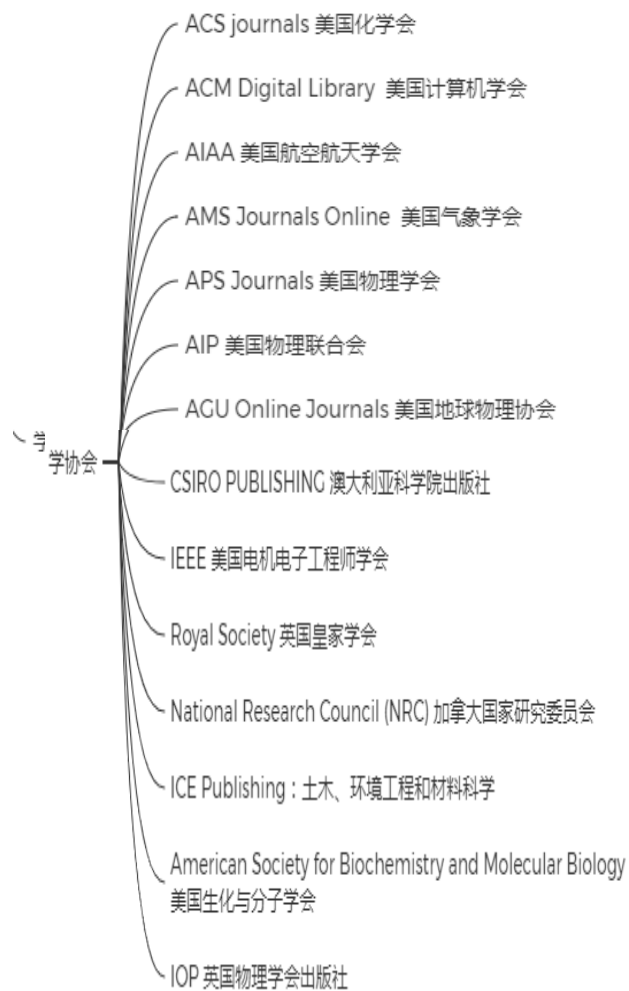 ACS journals 美国化学会
ACM Digital Library 美国计算机学会
AIAA 美国航空航天学会
AMS Journals Online 美国气象学会
APS Journals 美国物理学会
AIP 美国物理联合会
AGU Online Journals 美国地球物理协会
学协会
CSIRO PUBLISHING 澳大利亚科学院出版社
IEEE 美国电机电子工程师学会
Royal Society 英国皇家学会
National Research Council (NRC) 加拿大国家研究委员会
ICE Publishing：土木、环境工程和材料科学
American Society for Biochemistry and Molecular Biology
美国生化与分子学会
IOP 英国物理学会出版社